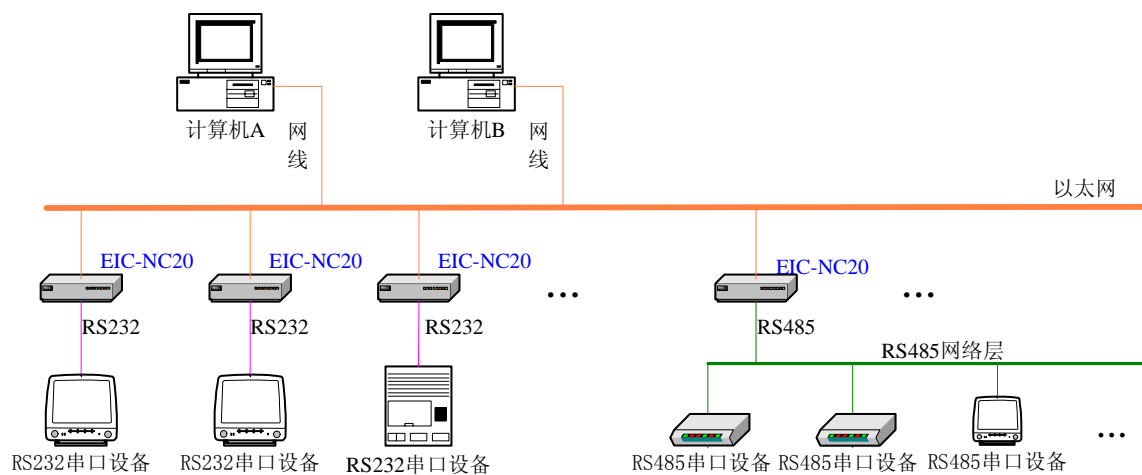 计算机A
网
线
计算机B
网
线
以太网
EIC-NC20
EIC-NC20
EIC-NC20
EIC-NC20
...
...
RS232
RS232
RS232
RS485
RS485网络层
...
RS232串口设备
RS232串口设备
RS232串口设备
RS485串口设备
RS485串口设备
RS485串口设备